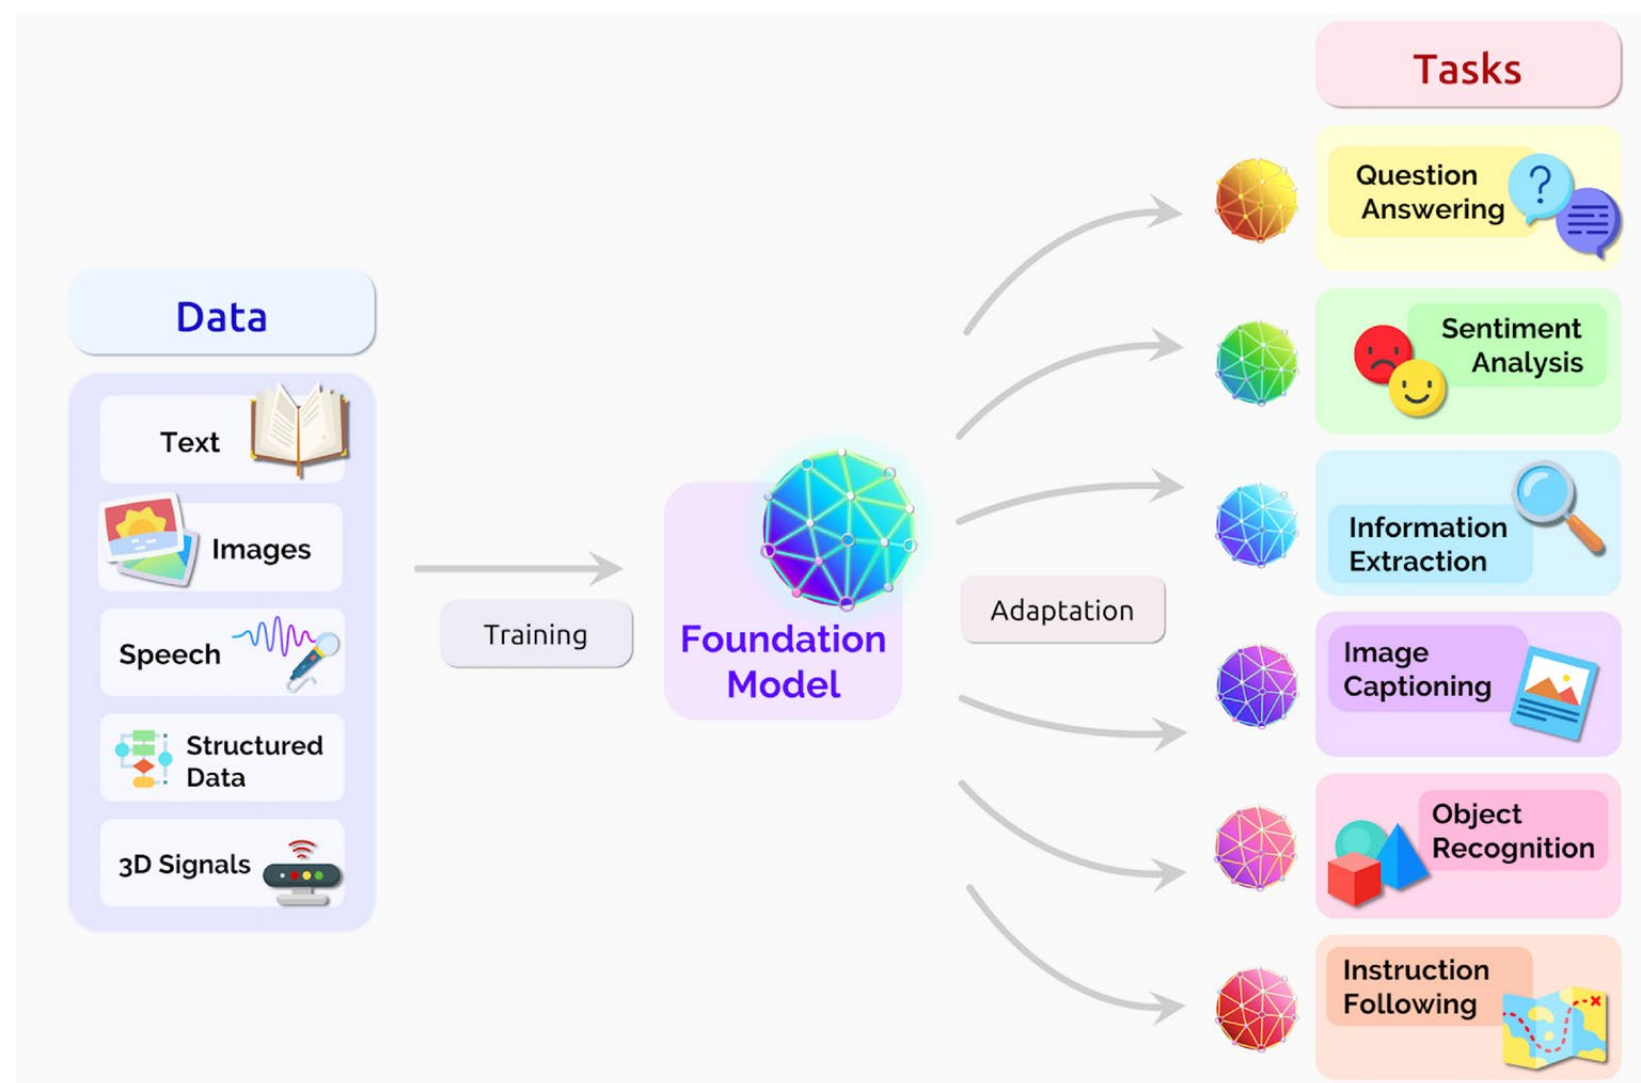 Data
Text
Images
Speech
Structured
Data
3D Signals
Training
Foundation
Model
Adaptation
Tasks
Question
Answering
?
Sentiment
Analysis
Information
Extraction
Image
Captioning
Object
Recognition
Instruction
Following